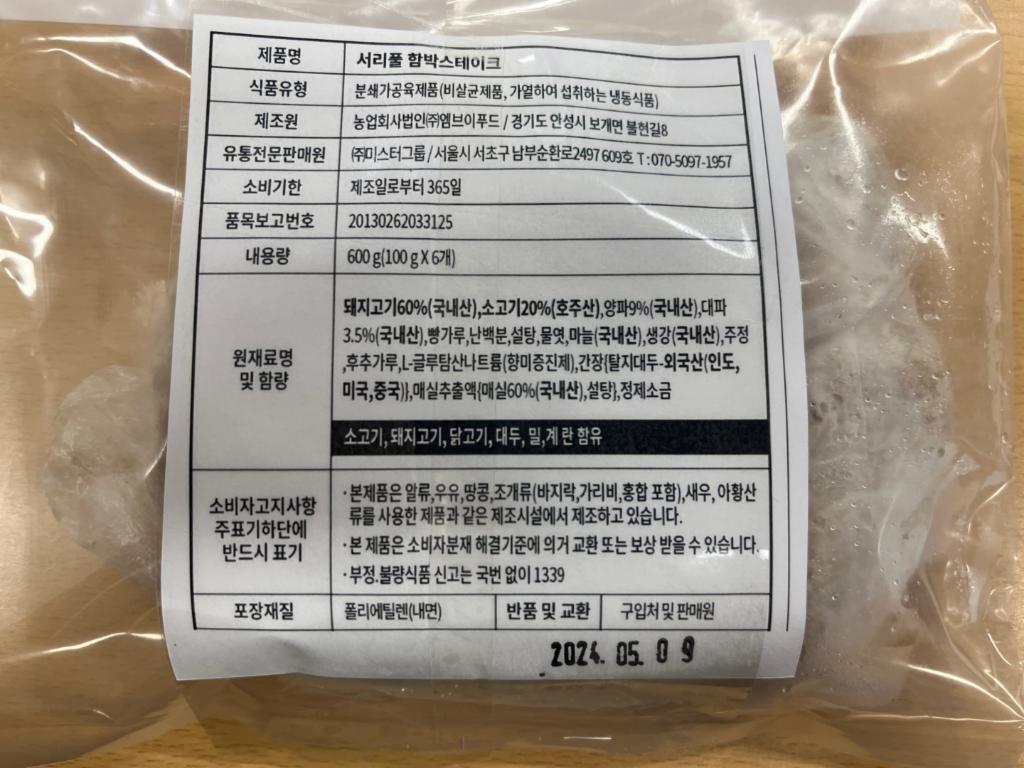 제품명 서리풀 함박스테이크
식품유형 분쇄가공육제품(비살균제품, 가열하여 섭취하는 냉동식품)
제조원 농업회사법인㈜엠브이푸드 / 경기도 안성시 보개면 불현길8
유통전문판매원 ㈜미스터그룹 / 서울시 서초구 남부순환로2497 609호 T : 070-5097-1957
소비기한 제조일로부터 365일
품목보고번호 20130262033125
내용량 600 g(100 g X 6개)
원재료명
및 함량
돼지고기60%(국내산),소고기20%(호주산),양파9%(국내산),대파
3.5%(국내산),빵가루,난백분,설탕,물엿,마늘(국내산),생강(국내산),주정
,후추가루,L-글루탐산나트륨(향미증진제),간장{탈지대두-외국산(인도,
미국,중국)},매실추출액{매실60%(국내산),설탕},정제소금
소고기, 돼지고기, 닭고기, 대두, 밀,계 란 함유
소비자고지사항
주표기하단에
반드시 표기
·본제품은 알류,우유,땅콩,조개류(바지락,가리비,홍합 포함),새우, 아황산
류를 사용한 제품과 같은 제조시설에서 제조하고 있습니다.
·본 제품은 소비자분재 해결기준에 의거 교환 또는 보상 받을 수 있습니다.
·부정.불량식품 신고는 국번 없이 1339
포장재질 폴리에틸렌(내면) 반품 및 교환 구입처 및 판매원
2024. 05. 0 9